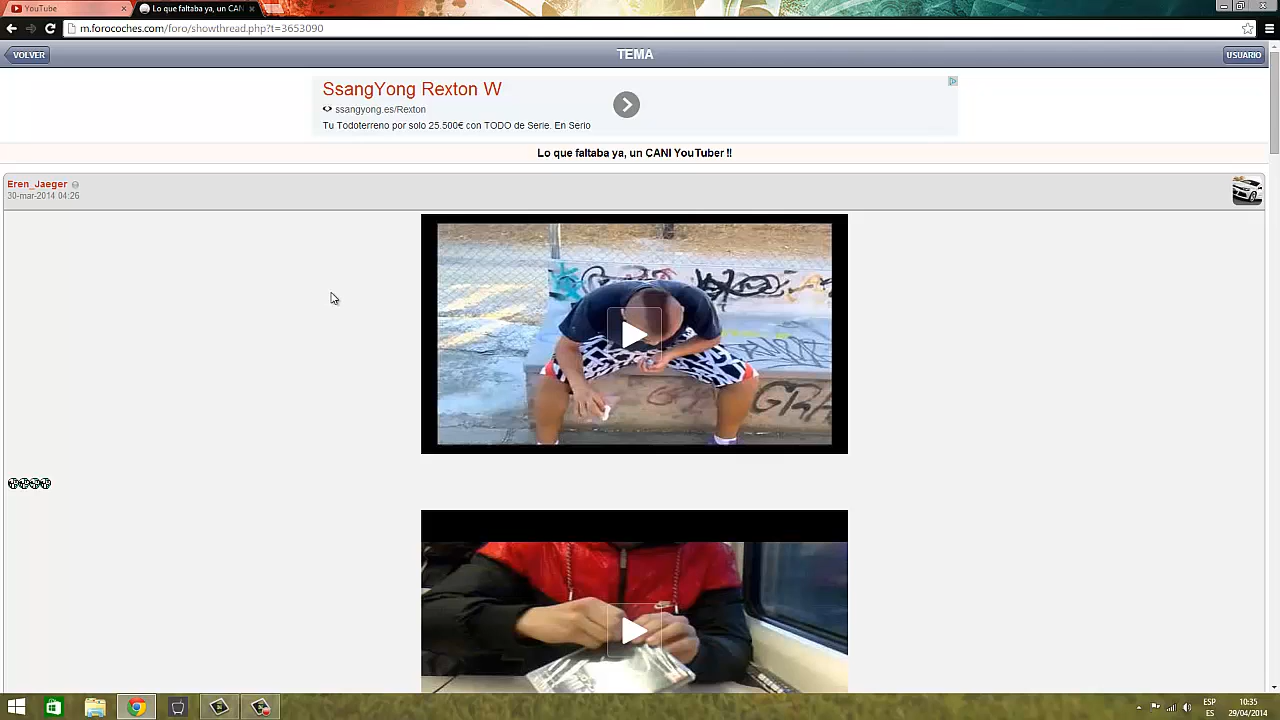 YouTube
Lo que faltaba ya, un CANI
m.forocoches.com/foro/showthread.php?t=3653090
VOLVER
TEMA
USUARIO
SsangYong Rexton W
ssangyong.es/Rexton
Tu Todoterreno por solo 25.500€ con TODO de Serie. En Serio
Lo que faltaba ya, un CANI YouTuber !!
Eren_Jaeger
30-mar-2014 04:26
ESP
ES
10:35
29/04/2014